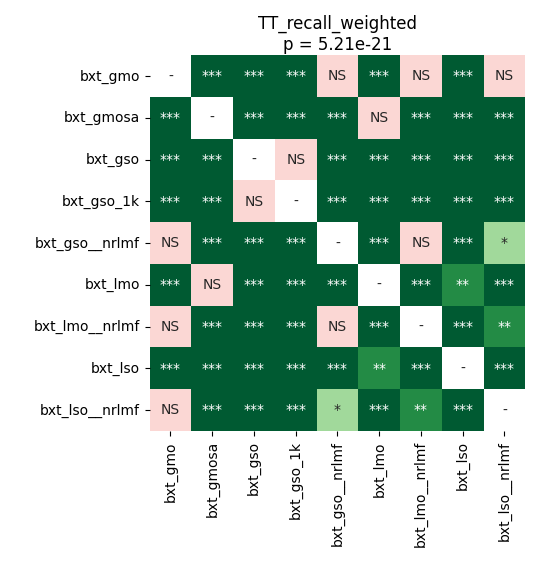 TT_recall_weighted
p = 5.21e-21
bxt_gmo - *** *** *** NS *** NS *** NS
bxt_gmosa *** - *** *** *** NS *** *** ***
bxt_gso *** *** - NS *** *** *** *** ***
bxt_gso_1k *** *** NS - *** *** *** *** ***
bxt_gso__nrlmf NS *** *** *** - *** NS *** *
bxt_lmo *** NS *** *** *** - *** ** ***
bxt_lmo__nrlmf NS *** *** *** NS *** - *** **
bxt_lso *** *** *** *** *** ** *** - ***
bxt_lso__nrlmf NS *** *** *** * *** ** *** -
bxt_gmo
bxt_gmosa
bxt_gso
bxt_gso_1k
bxt_gso__nrlmf
bxt_lmo
bxt_lmo__nrlmf
bxt_lso
bxt_lso__nrlmf